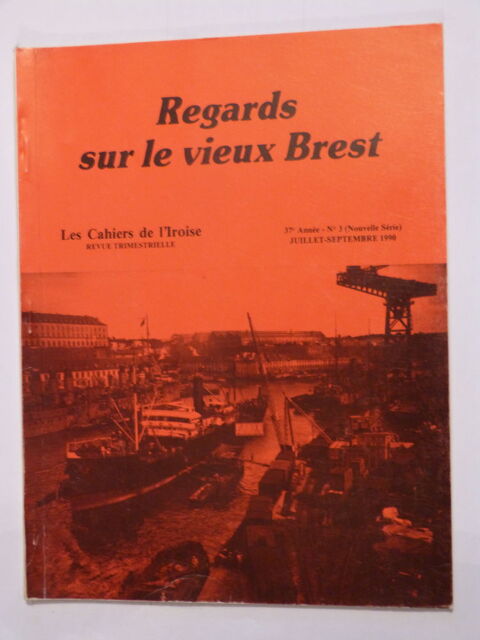 Regards
sur le vieux Brest
Les Cahiers de l'Iroise
REVUE TRIMESTRIELLE
37e Année - N° 3 (Nouvelle Série)
JUILLET-SEPTEMBRE 1990